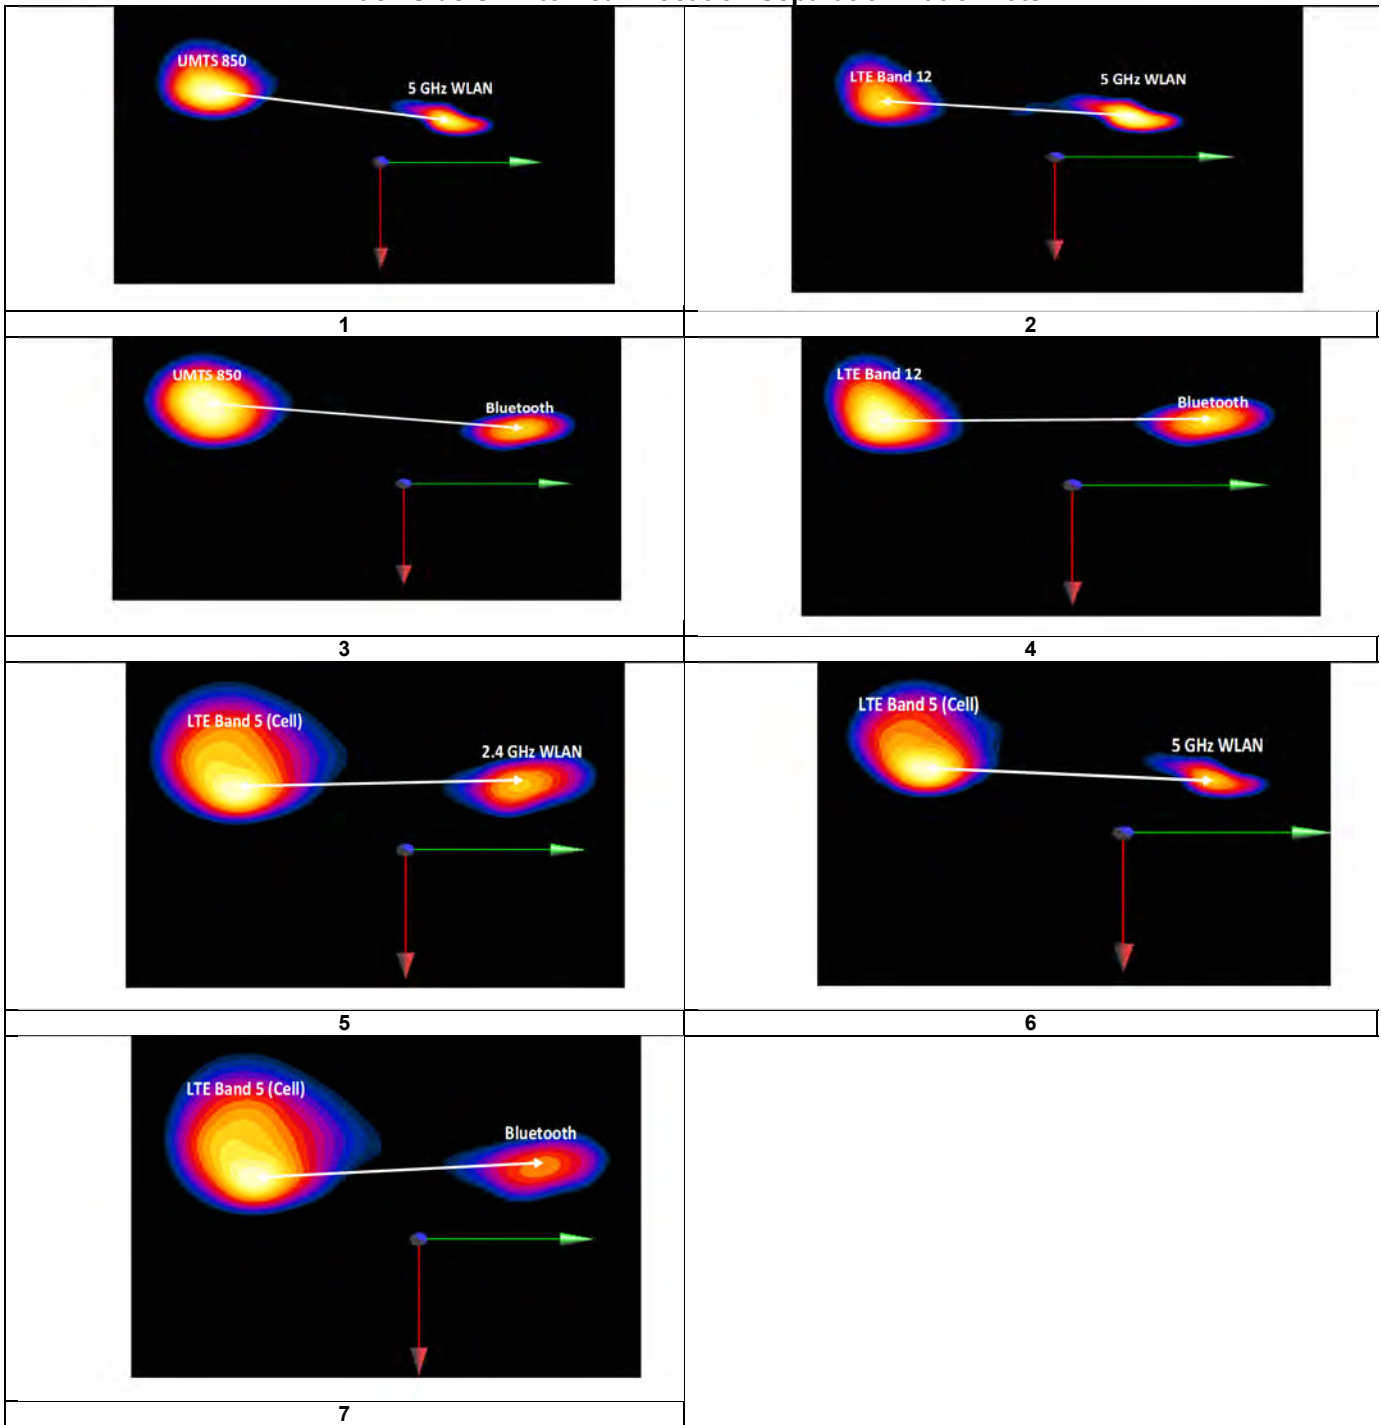 UMTS 850
5 GHz WLAN
LTE Band 12
5 GHz WLAN
1
2
UMTS 850
Bluetooth
LTE Band 12
Bluetooth
3
4
LTE Band 5 (Cell)
2.4 GHz WLAN
LTE Band 5 (Cell)
5 GHz WLAN
5
6
LTE Band 5 (Cell)
Bluetooth
7